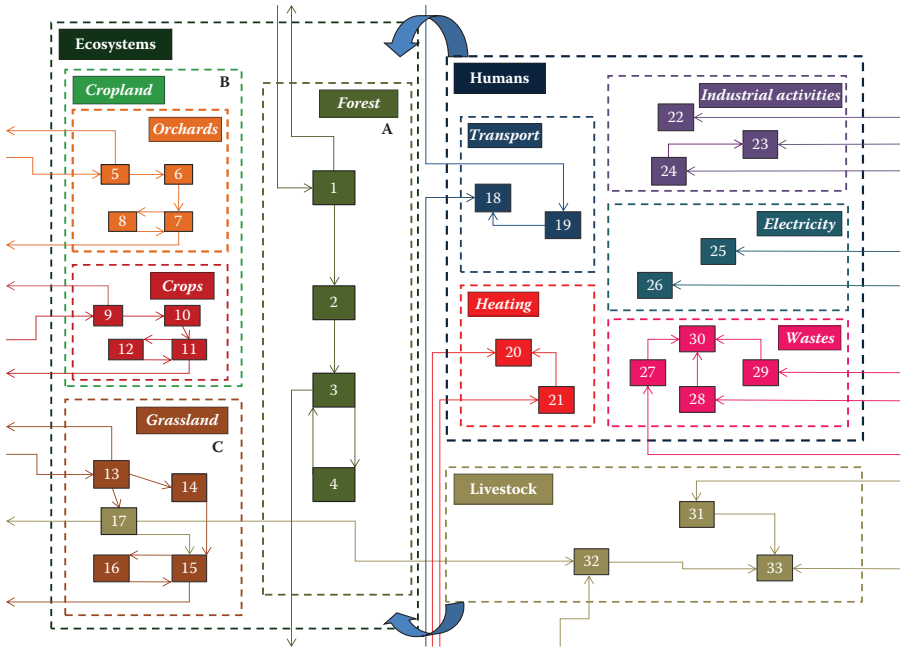 Ecosystems
B
Cropland
Orchards
5
6
8
7
Crops
9
10
12
11
Grassland
C
13
14
17
16
15
Forest
A
1
2
3
4
Humans
Transport
18
19
Heating
20
21
Industrial activities
22
23
24
Electricity
25
26
Wastes
30
27
29
28
Livestock
31
32
33